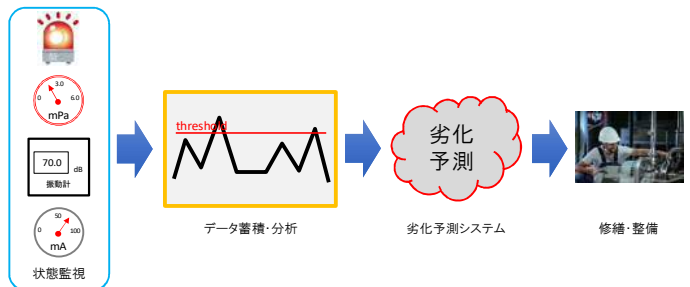 3.0
0
6.0
mPa
70.0
dB
振動計
50
0
100
mA
状態監視
threshold
データ蓄積・分析
劣化
予測
劣化予測システム
修繕・整備